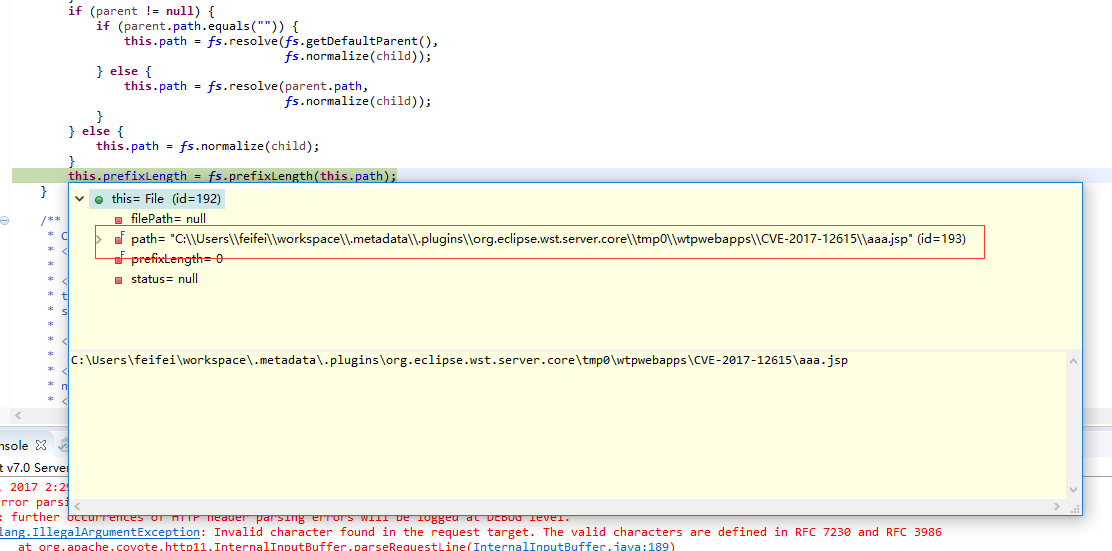 if (parent != null) {
if (parent.path.equals("")) {
this.path = fs.resolve(fs.getDefaultParent(),
fs.normalize(child));
} else {
this.path = fs.resolve(parent.path,
fs.normalize(child));
}
} else {
this.path = fs.normalize(child);
}
this.prefixLength = fs.prefixLength(this.path);
}
/**
this= File (id=192)
filePath= null
path= "C:\\Users\\feifei\\workspace\\.metadata\\.plugins\\org.eclipse.wst.server.core\\tmp0\\wtpwebapps\\CVE-2017-12615\\aaa.jsp" (id=193)
prefixLength= 0
status= null
C:\Users\feifei\workspace\.metadata\.plugins\org.eclipse.wst.server.core\tmp0\wtpwebapps\CVE-2017-12615\aaa.jsp
nsole
t v7.0 Server
, 2017 2:29
rror parsi
: further occurrences of HTTP header parsing errors will be logged at DEBUG level.
lang.IllegalArgumentException: Invalid character found in the request target. The valid characters are defined in RFC 7230 and RFC 3986
at org.apache.coyote.http11.InternalInputBuffer.parseRequestLine(InternalInputBuffer.java:189)